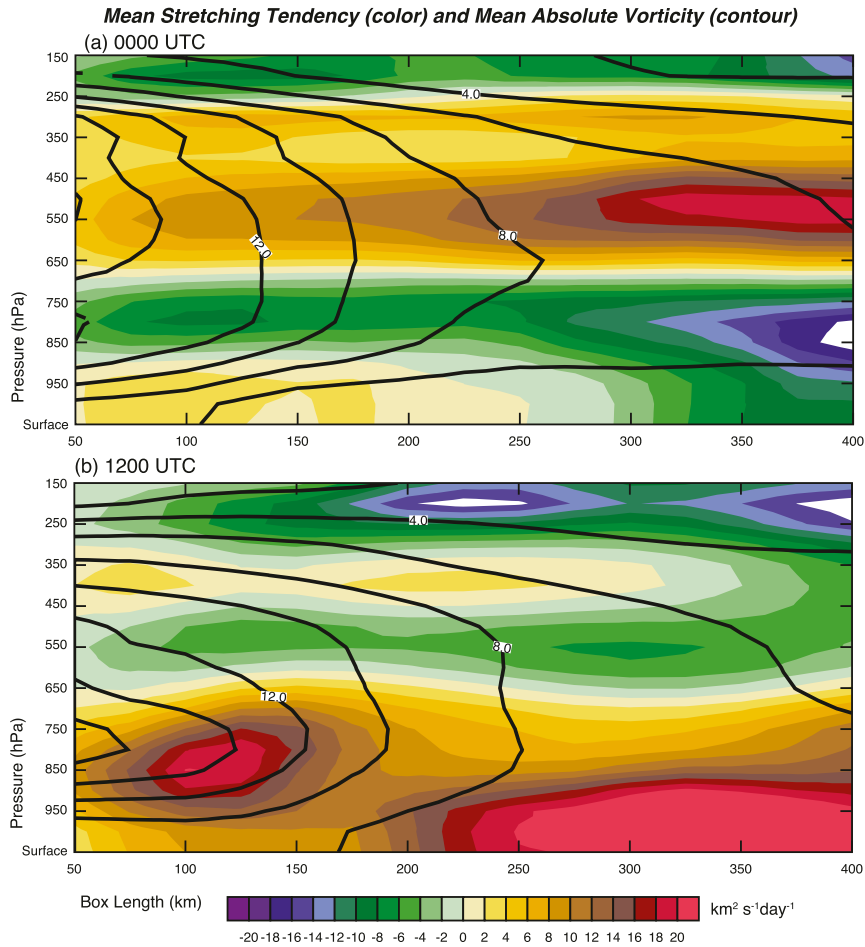 Mean Stretching Tendency (color) and Mean Absolute Vorticity (contour)
(a) 0000 UTC
150
250
350
450
550
650
750
850
950
Surface
Pressure (hPa)
4.0
8.0
12.0
50 100 150 200 250 300 350 400
(b) 1200 UTC
150
250
350
450
550
650
750
850
950
Surface
Pressure (hPa)
4.0
8.0
12.0
50 100 150 200 250 300 350 400
Box Length (km)
km² s⁻¹day⁻¹
-20 -18 -16 -14 -12 -10 -8 -6 -4 -2 0 2 4 6 8 10 12 14 16 18 20